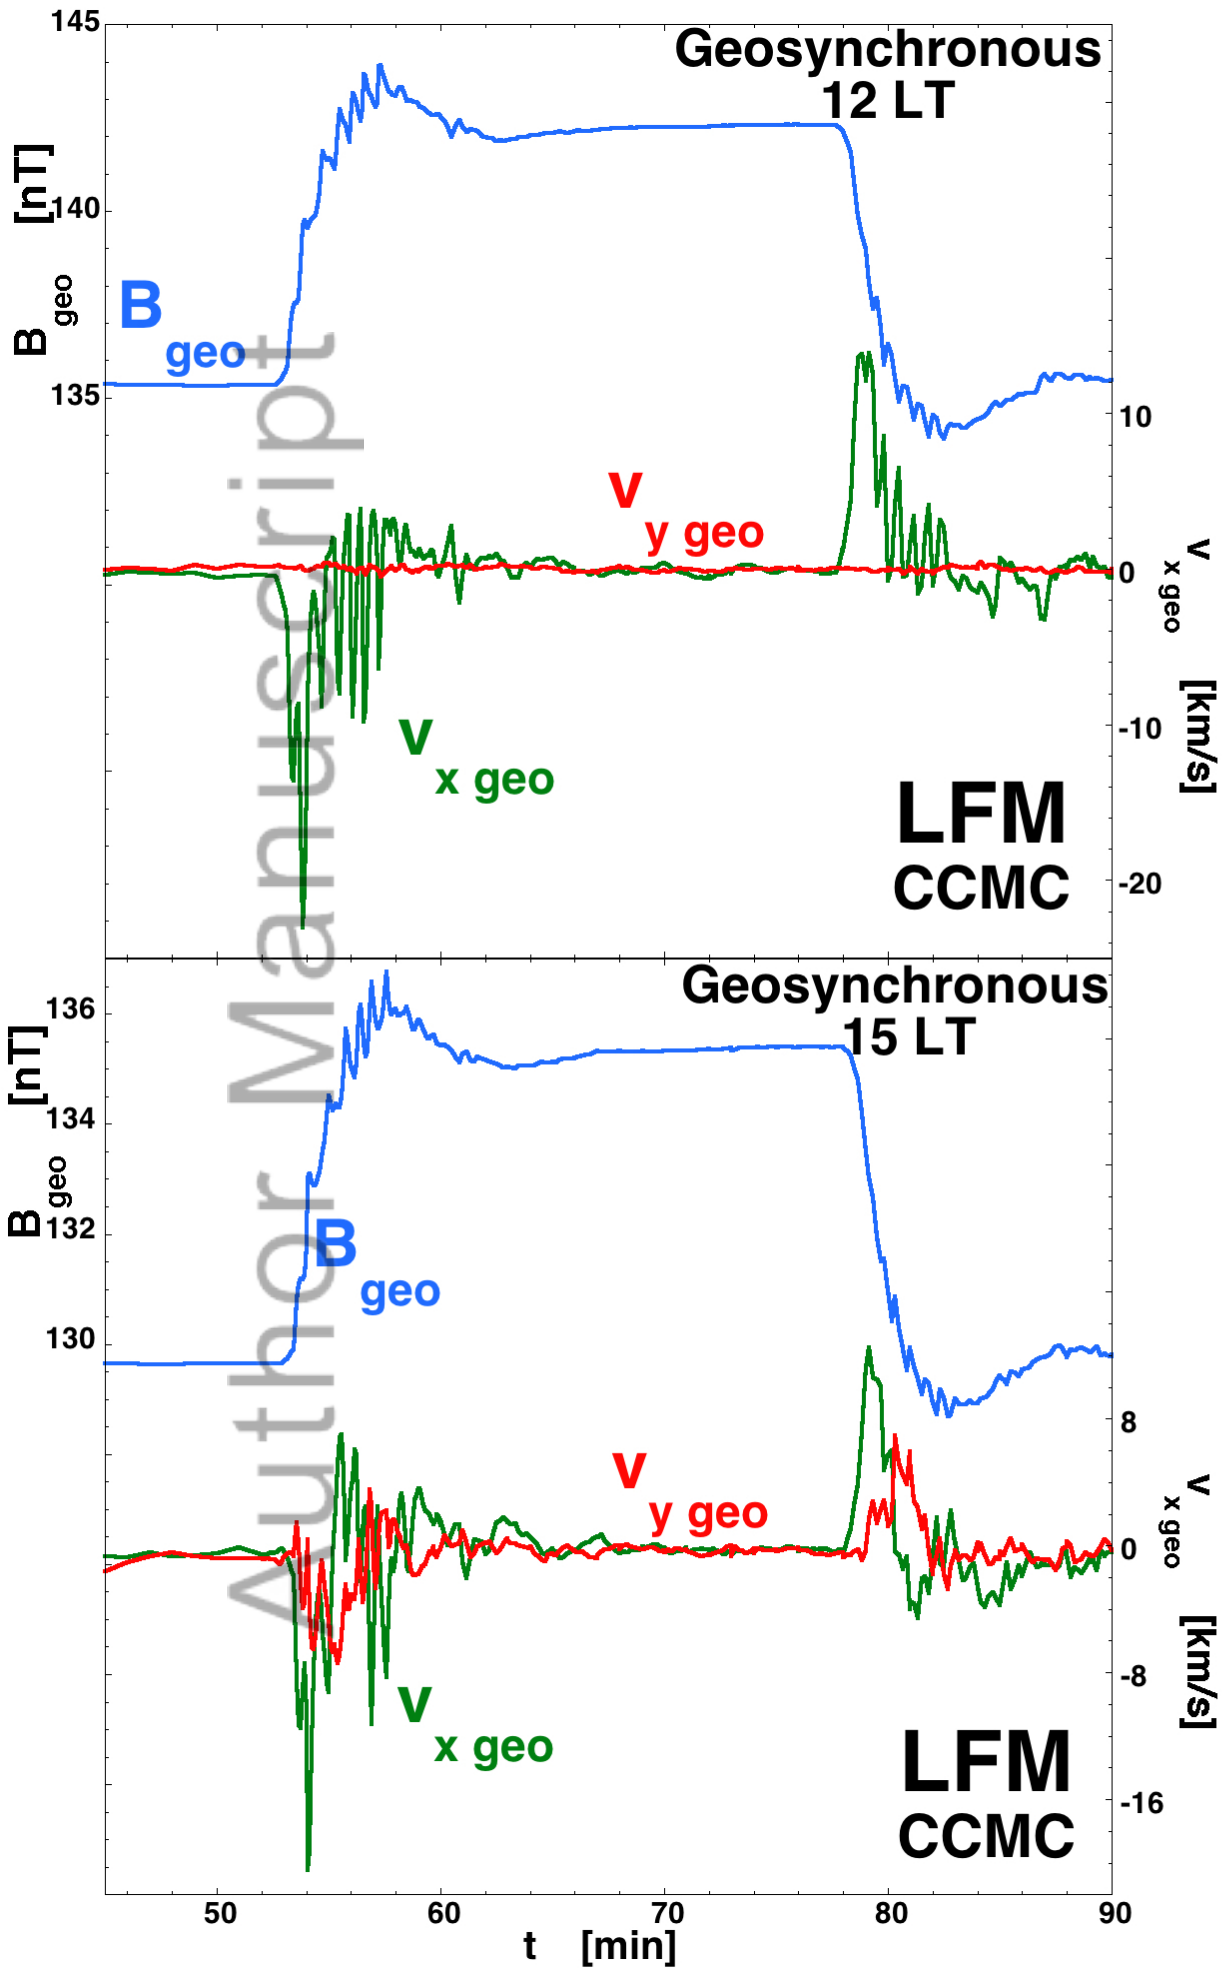 145
Geosynchronous
12 LT
B geo [nT]
140
B geo
135
10
v y geo
0
v x geo [km/s]
v x geo
-10
LFM
CCMC
-20
Author Manuscript
Geosynchronous
15 LT
136
B geo [nT]
134
132
B geo
130
8
v y geo
0
v x geo [km/s]
-8
v x geo
LFM
CCMC
-16
50 60 70 80 90
t [min]